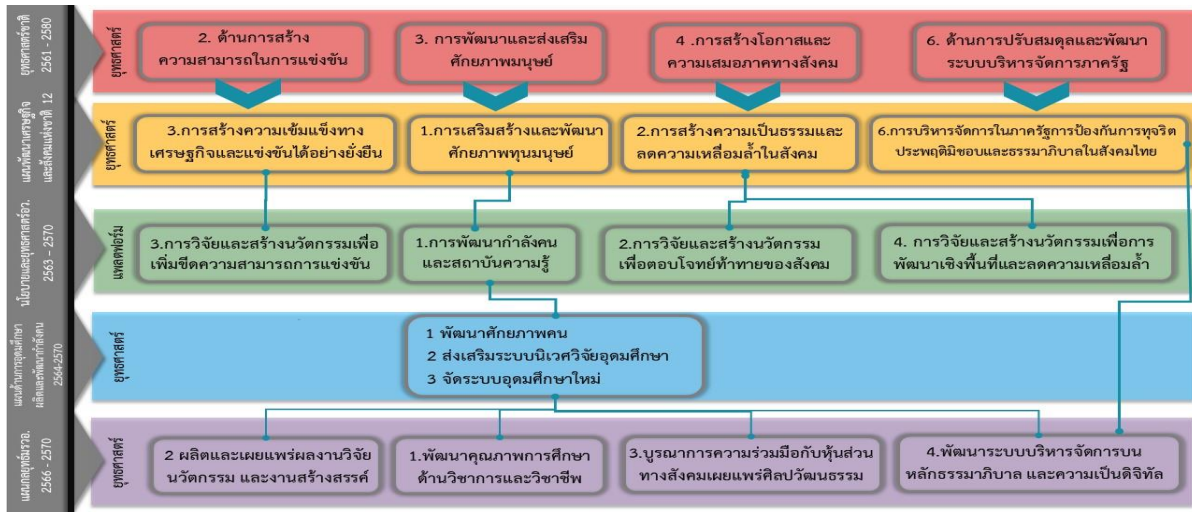 ยุทธศาสตร์ชาติ
2561 - 2580
ยุทธศาสตร์
2. ด้านการสร้าง
ความสามารถในการแข่งขัน
3. การพัฒนาและส่งเสริม
ศักยภาพมนุษย์
4 .การสร้างโอกาสและ
ความเสมอภาคทางสังคม
6. ด้านการปรับสมดุลและพัฒนา
ระบบบริหารจัดการภาครัฐ
แผนพัฒนาเศรษฐกิจ
และสังคมแห่งชาติ 12
ยุทธศาสตร์
3.การสร้างความเข้มแข็งทาง
เศรษฐกิจและแข่งขันได้อย่างยั่งยืน
1.การเสริมสร้างและพัฒนา
ศักยภาพทุนมนุษย์
2.การสร้างความเป็นธรรมและ
ลดความเหลื่อมล้ำในสังคม
6.การบริหารจัดการในภาครัฐการป้องกันการทุจริต
ประพฤติมิชอบและธรรมาภิบาลในสังคมไทย
นโยบายและยุทธศาสตร์อว.
2563 – 2570
แพลตฟอร์ม
3.การวิจัยและสร้างนวัตกรรมเพื่อ
เพิ่มขีดความสามารถการแข่งขัน
1.การพัฒนากำลังคน
และสถาบันความรู้
2.การวิจัยและสร้างนวัตกรรม
เพื่อตอบโจทย์ท้าทายของสังคม
4. การวิจัยและสร้างนวัตกรรมเพื่อการ
พัฒนาเชิงพื้นที่และลดความเหลื่อมล้ำ
แผนด้านการอุดมศึกษา
ผลิตและพัฒนากำลังคน
2564-2570
ยุทธศาสตร์
1 พัฒนาศักยภาพคน
2 ส่งเสริมระบบนิเวศวิจัยอุดมศึกษา
3 จัดระบบอุดมศึกษาใหม่
แผนกลยุทธ์มรวอ.
2566 - 2570
ยุทธศาสตร์
2 ผลิตและเผยแพร่ผลงานวิจัย
นวัตกรรม และงานสร้างสรรค์
1.พัฒนาคุณภาพการศึกษา
ด้านวิชาการและวิชาชีพ
3.บูรณาการความร่วมมือกับหุ้นส่วน
ทางสังคมเผยแพร่ศิลปวัฒนธรรม
4.พัฒนาระบบบริหารจัดการบน
หลักธรรมาภิบาล และความเป็นดิจิทัล